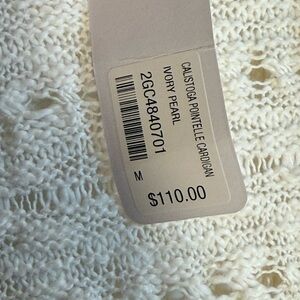 CALISTOGA POINTELLE CARDIGAN
IVORY PEARL
2GC4840701
M
$110.00